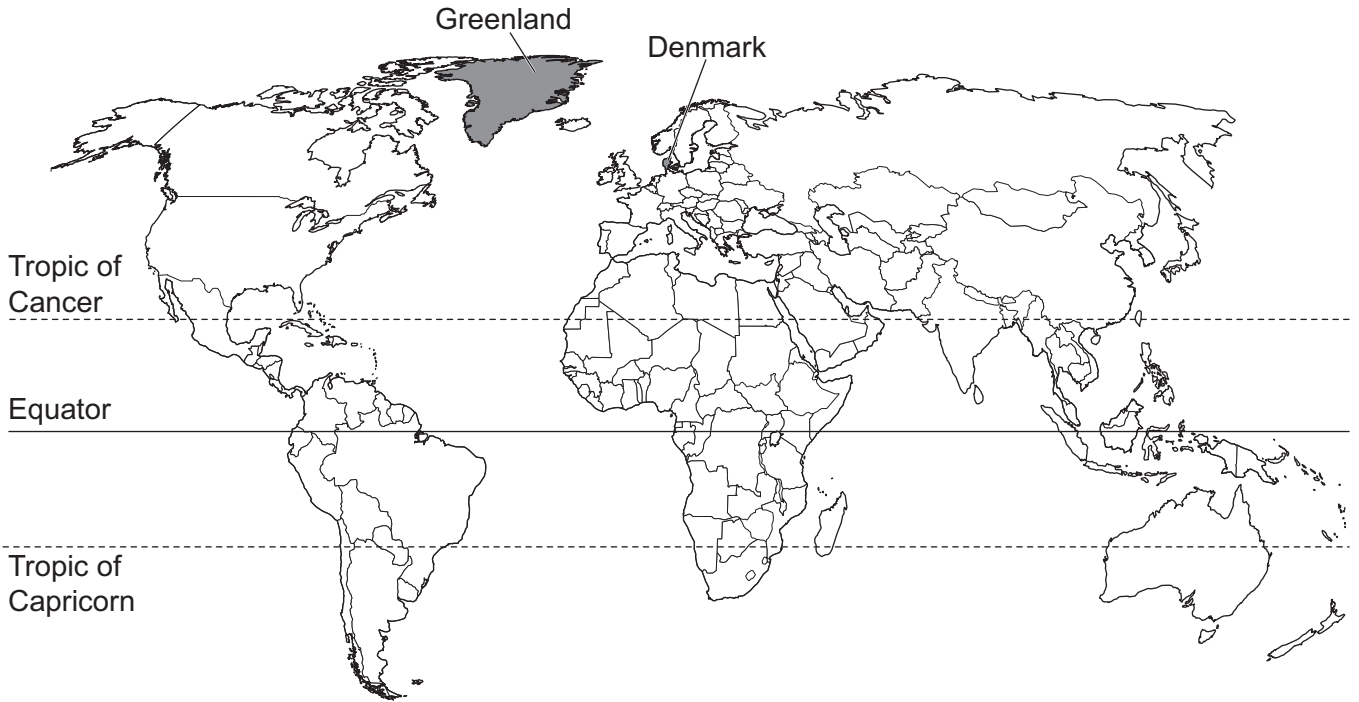 Greenland
Denmark
Tropic of
Cancer
Equator
Tropic of
Capricorn